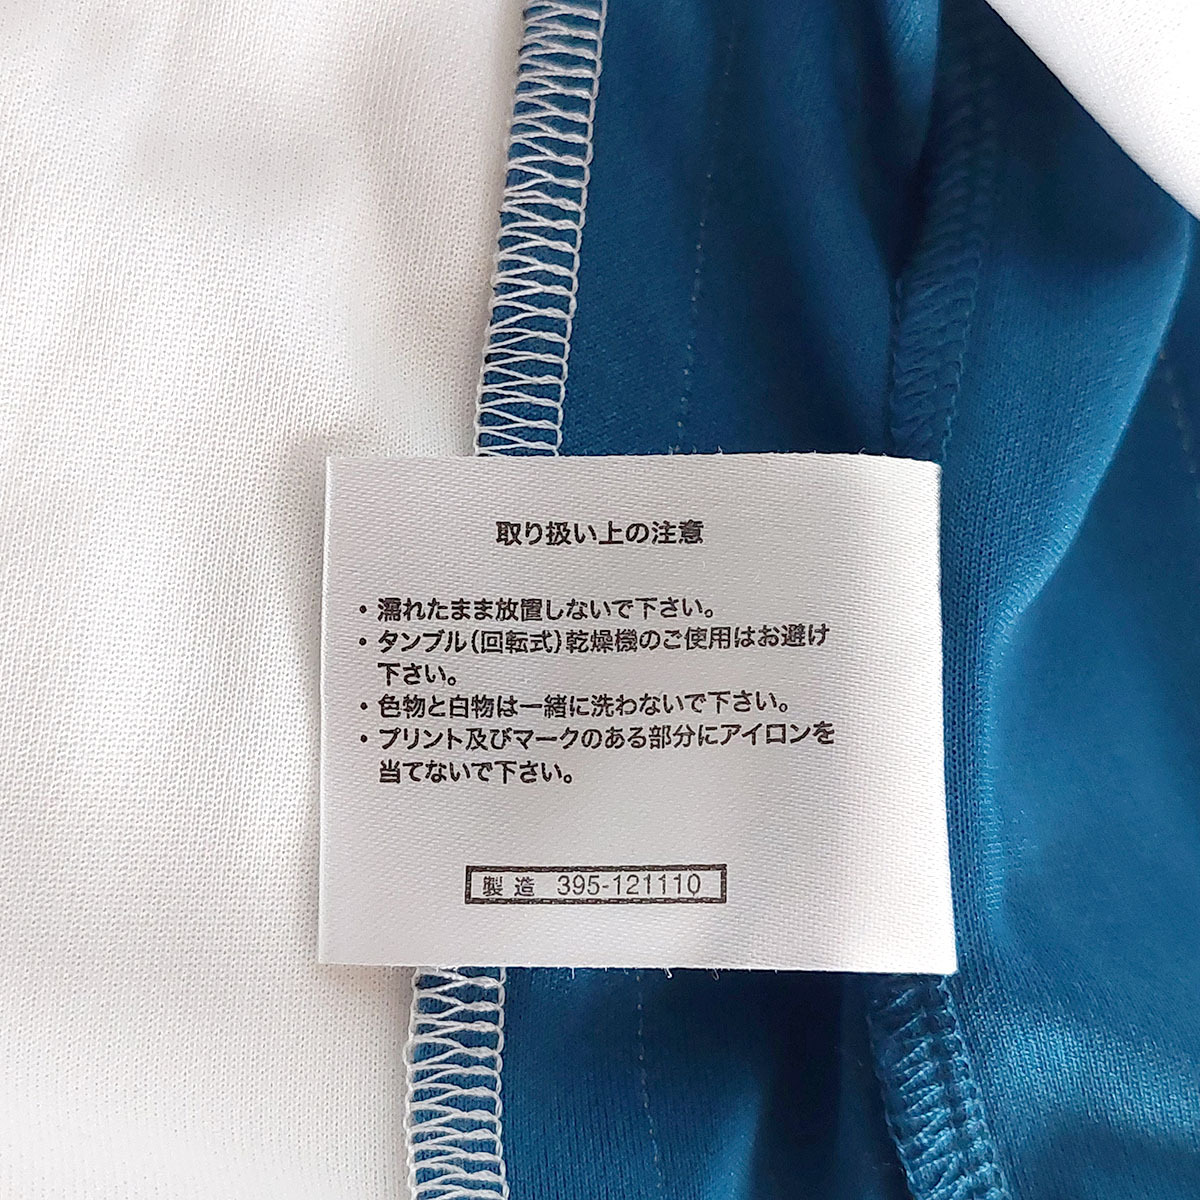 取り扱い上の注意
・濡れたまま放置しないで下さい。
・タンブル(回転式)乾燥機のご使用はお避け
下さい。
・色物と白物は一緒に洗わないで下さい。
・プリント及びマークのある部分にアイロンを
当てないで下さい。
製造 395-121110